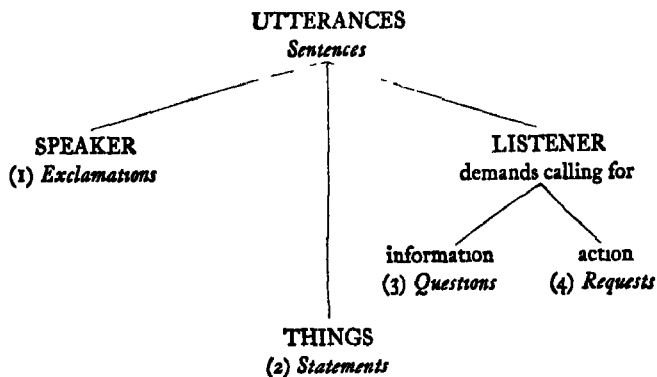 UTTERANCES
Sentences
SPEAKER
(1) Exclamations
LISTENER
demands calling for
information
(3) Questions
action
(4) Requests
THINGS
(2) Statements